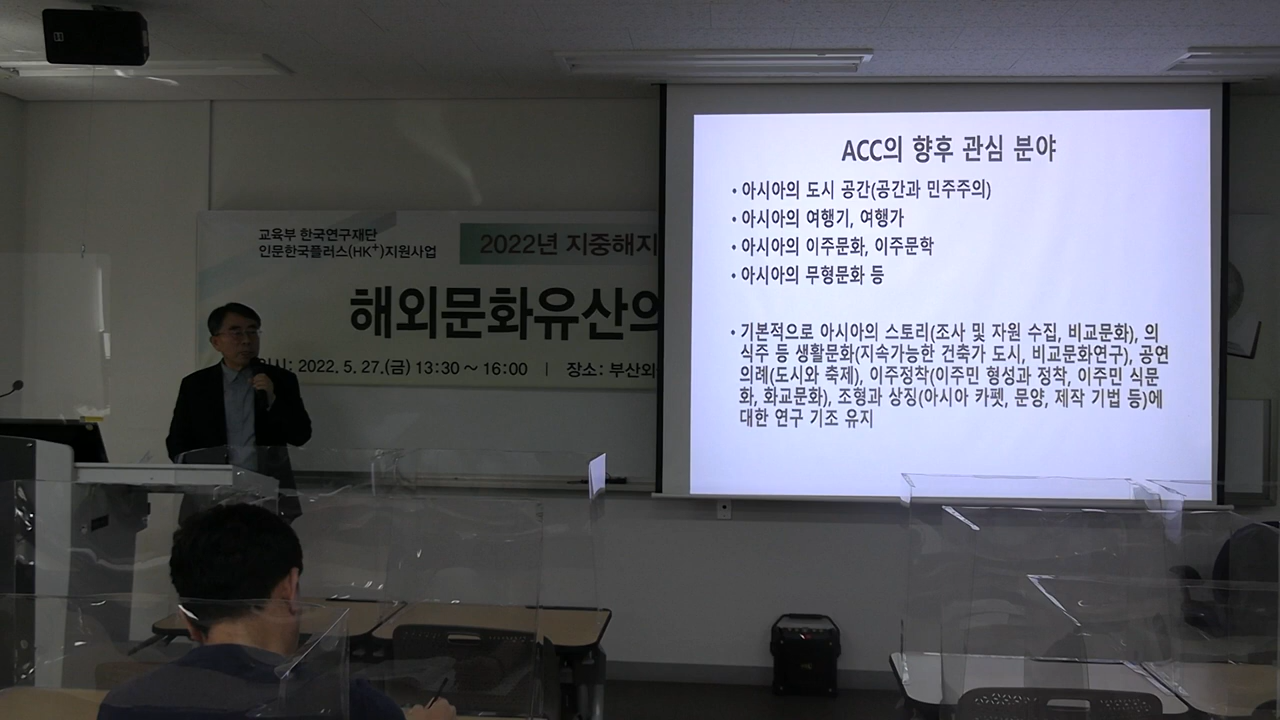 ACC의 향후 관심 분야
• 아시아의 도시 공간(공간과 민주주의)
• 아시아의 여행기, 여행가
• 아시아의 이주문화, 이주문학
• 아시아의 무형문화 등
• 기본적으로 아시아의 스토리(조사 및 자원 수집, 비교문화), 의
식주 등 생활문화(지속가능한 건축가 도시, 비교문화연구), 공연
의례(도시와 축제), 이주정착(이주민 형성과 정착, 이주민 식문
화, 화교문화), 조형과 상징(아시아 카펫, 문양, 제작 기법 등)에
대한 연구 기조 유지
교육부 한국연구재단
인문한국플러스(HK+)지원사업
2022년 지중해지
해외문화유산의
일시: 2022. 5. 27.(금) 13:30 ~ 16:00 | 장소: 부산외